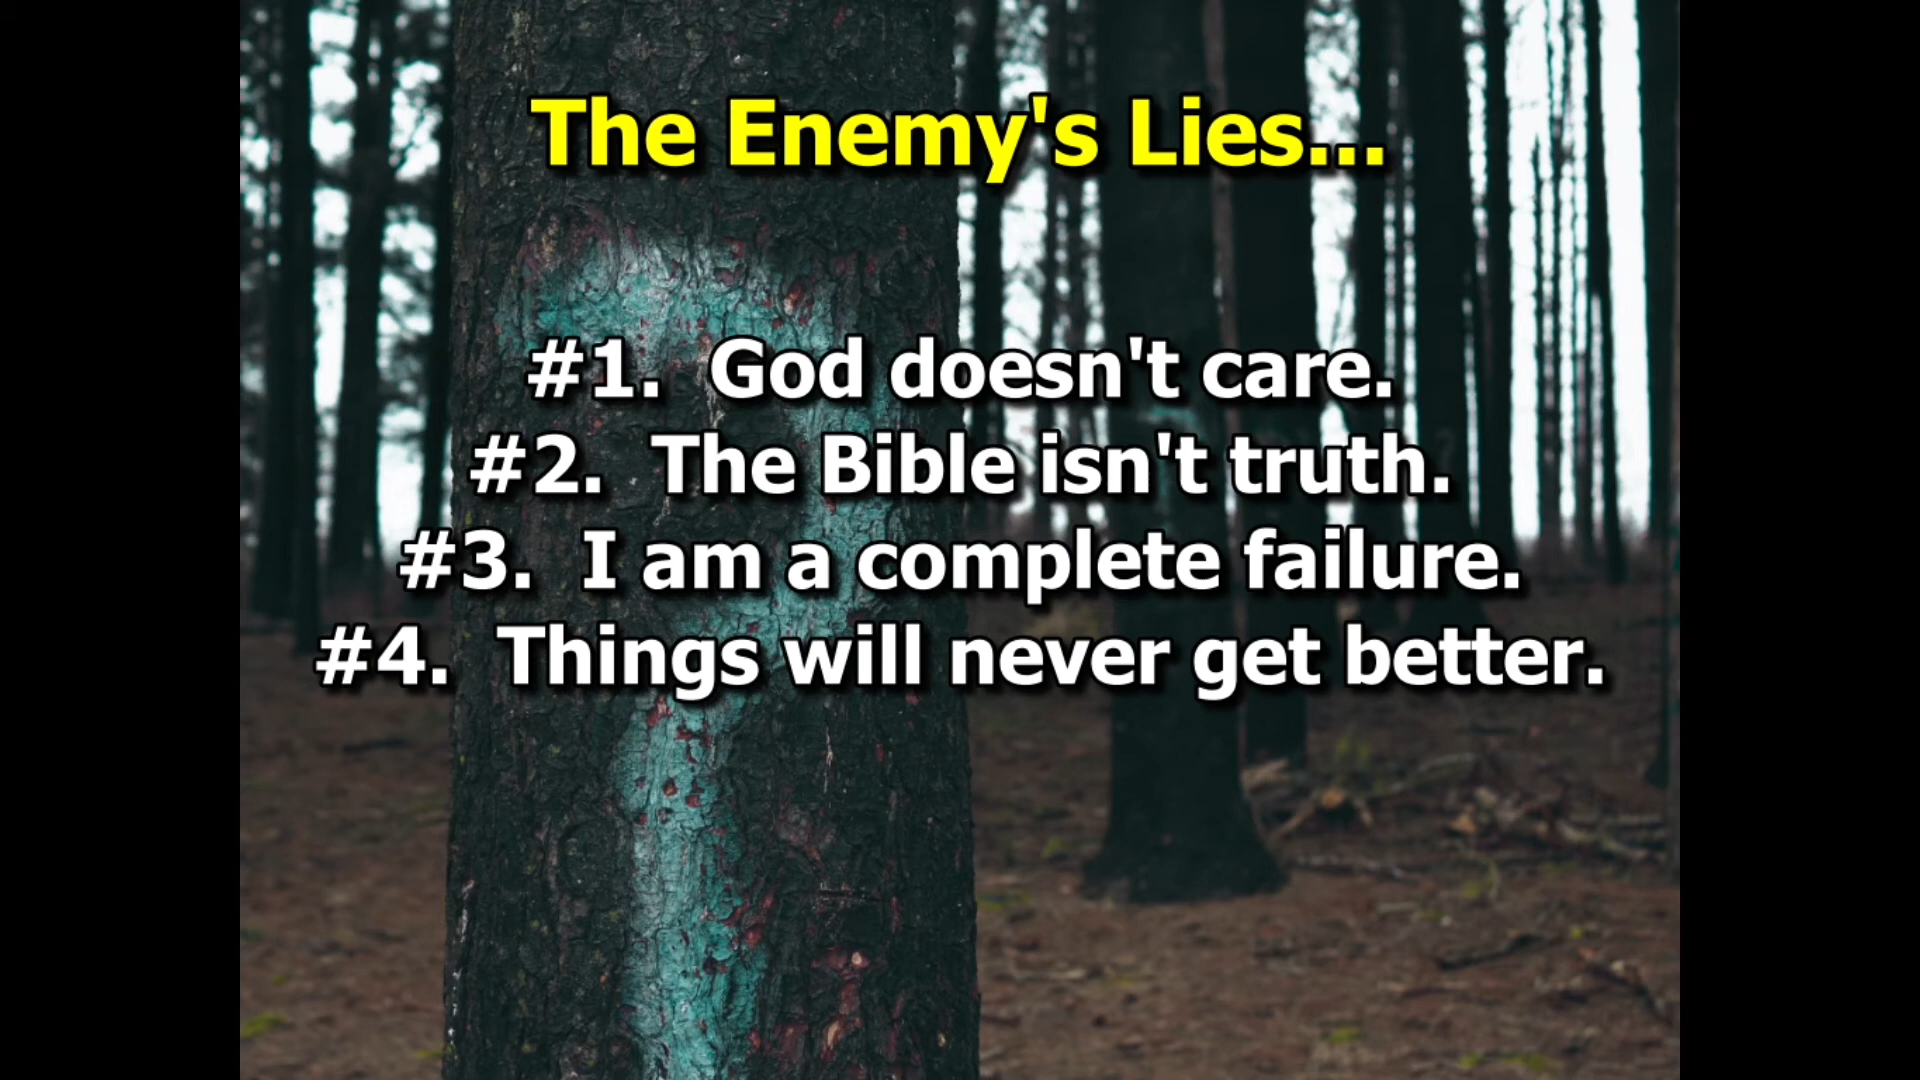 The Enemy's Lies...
#1. God doesn't care.
#2. The Bible isn't truth.
#3. I am a complete failure.
#4. Things will never get better.